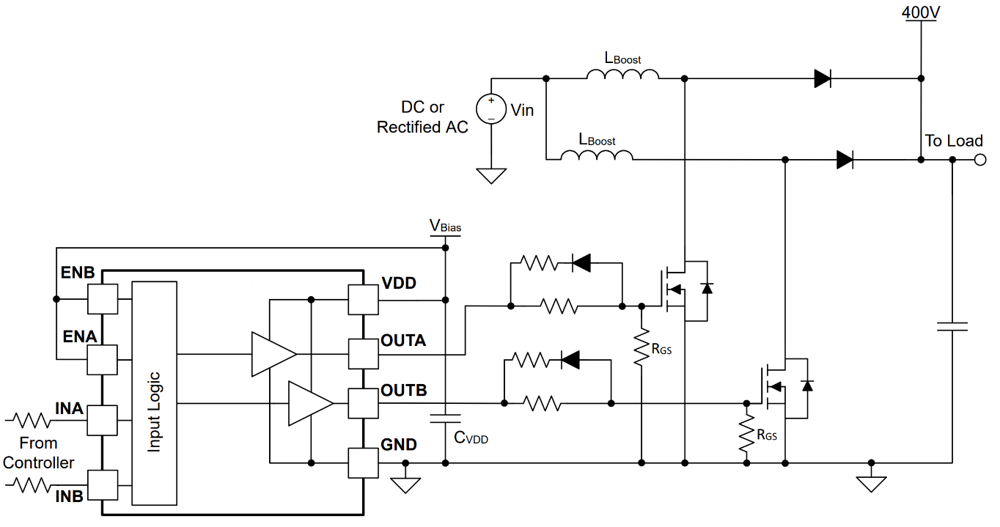 400V
LBoost
DC or
Rectified AC
+
–
Vin
LBoost
To Load
VBias
ENB
VDD
ENA
OUTA
RGS
Input Logic
OUTB
INA
From
Controller
CVDD
RGS
GND
INB